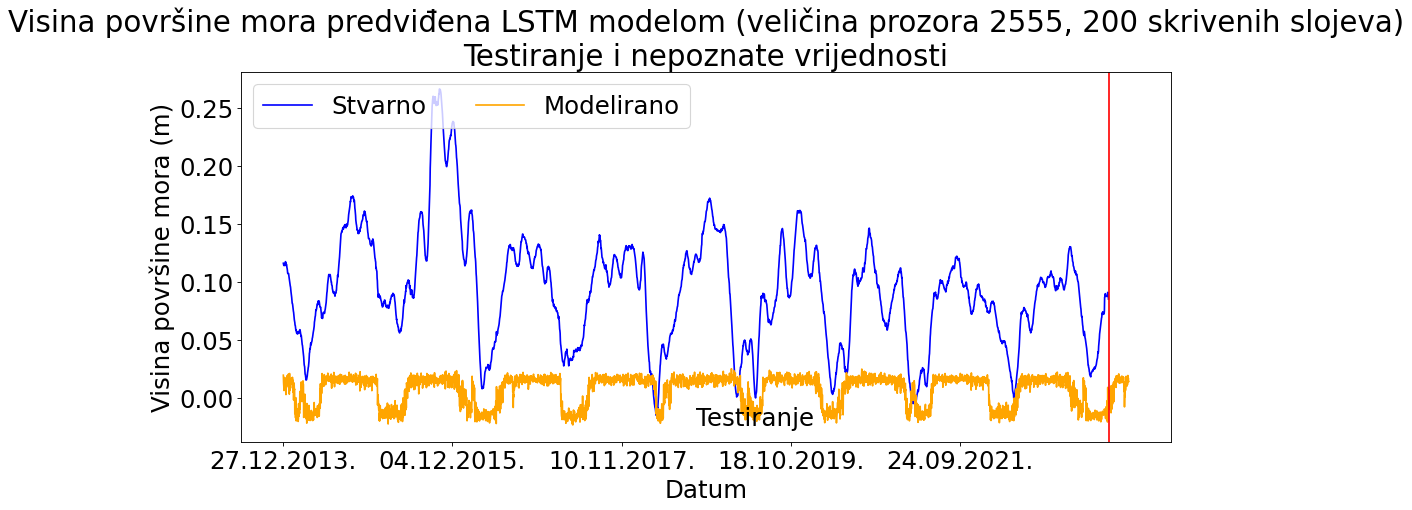 Visina površine mora predviđena LSTM modelom (veličina prozora 2555, 200 skrivenih slojeva)
Testiranje i nepoznate vrijednosti
Stvarno
Modelirano
Visina površine mora (m)
0.25
0.20
0.15
0.10
0.05
0.00
Testiranje
27.12.2013.
04.12.2015.
10.11.2017.
18.10.2019.
24.09.2021.
Datum